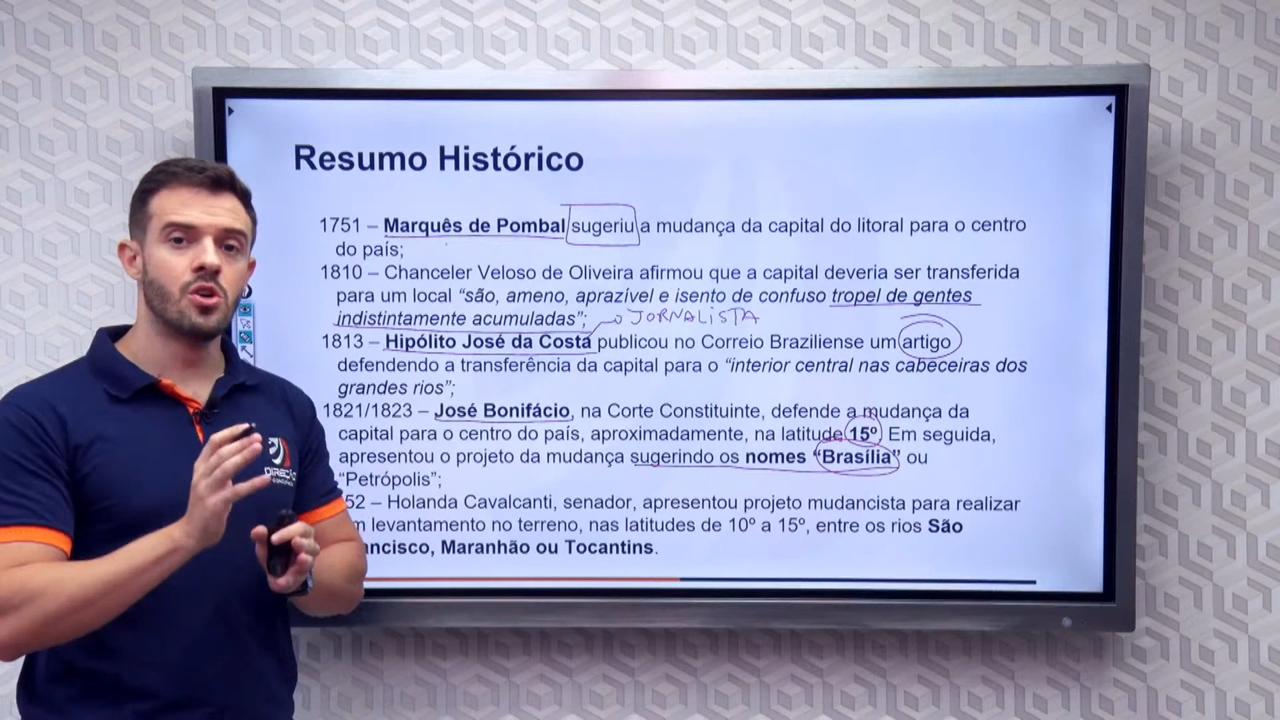 Resumo Histórico
1751 – Marquês de Pombal sugeriu a mudança da capital do litoral para o centro
do país;
1810 – Chanceler Veloso de Oliveira afirmou que a capital deveria ser transferida
para um local “são, ameno, aprazível e isento de confuso tropel de gentes
indistintamente acumuladas”; JORNALISTA
1813 – Hipólito José da Costa publicou no Correio Braziliense um artigo
defendendo a transferência da capital para o “interior central nas cabeceiras dos
grandes rios”;
1821/1823 – José Bonifácio, na Corte Constituinte, defende a mudança da
capital para o centro do país, aproximadamente, na latitude 15º Em seguida,
apresentou o projeto da mudança sugerindo os nomes “Brasília” ou
“Petrópolis”;
52 – Holanda Cavalcanti, senador, apresentou projeto mudancista para realizar
levantamento no terreno, nas latitudes de 10º a 15º, entre os rios São
ncisco, Maranhão ou Tocantins.
DIREÇÃO